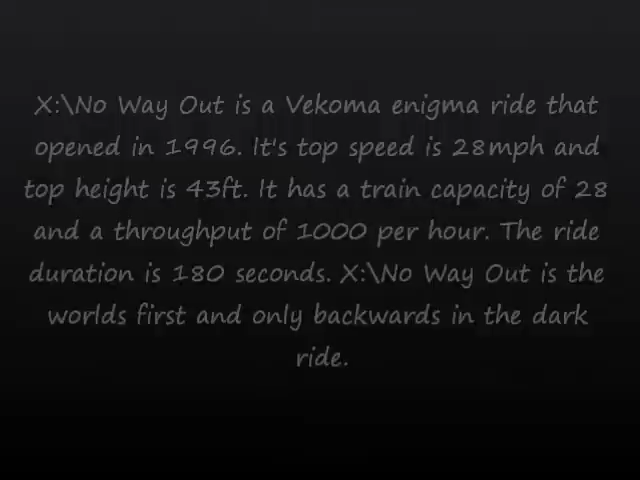 X:\No Way Out is a Vekoma enigma ride that
opened in 1996. It's top speed is 28mph and
top height is 43ft. It has a train capacity of 28
and a throughput of 1000 per hour. The ride
duration is 180 seconds. X:\No Way Out is the
worlds first and only backwards in the dark
ride.